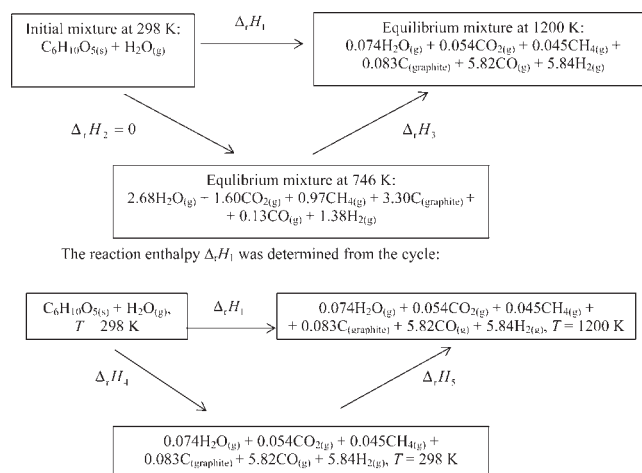 Initial mixture at 298 K:
C₆H₁₀O₅₍ₛ₎ + H₂O₍g₎
ΔᵣH₁
Equilibrium mixture at 1200 K:
0.074H₂O(g) + 0.054CO₂(g) + 0.045CH₄(g) +
0.083C(graphite) + 5.82CO(g) + 5.84H₂(g)
ΔᵣH₂ = 0
ΔᵣH₃
Equlibrium mixture at 746 K:
2.68H₂O(g) + 1.60CO₂(g) + 0.97CH₄(g) + 3.30C(graphite) +
+ 0.13CO(g) + 1.38H₂(g)
The reaction enthalpy ΔᵣH₁ was determined from the cycle:
C₆H₁₀O₅(s) + H₂O(g),
T 298 K
ΔᵣH₁
0.074H₂O(g) + 0.054CO₂(g) + 0.045CH₄(g) +
+ 0.083C(graphite) + 5.82CO(g) + 5.84H₂(g), T = 1200 K
ΔᵣH₄
ΔᵣH₅
0.074H₂O(g) + 0.054CO₂(g) + 0.045CH₄(g) +
0.083C(graphite) + 5.82CO(g) + 5.84H₂(g), T = 298 K